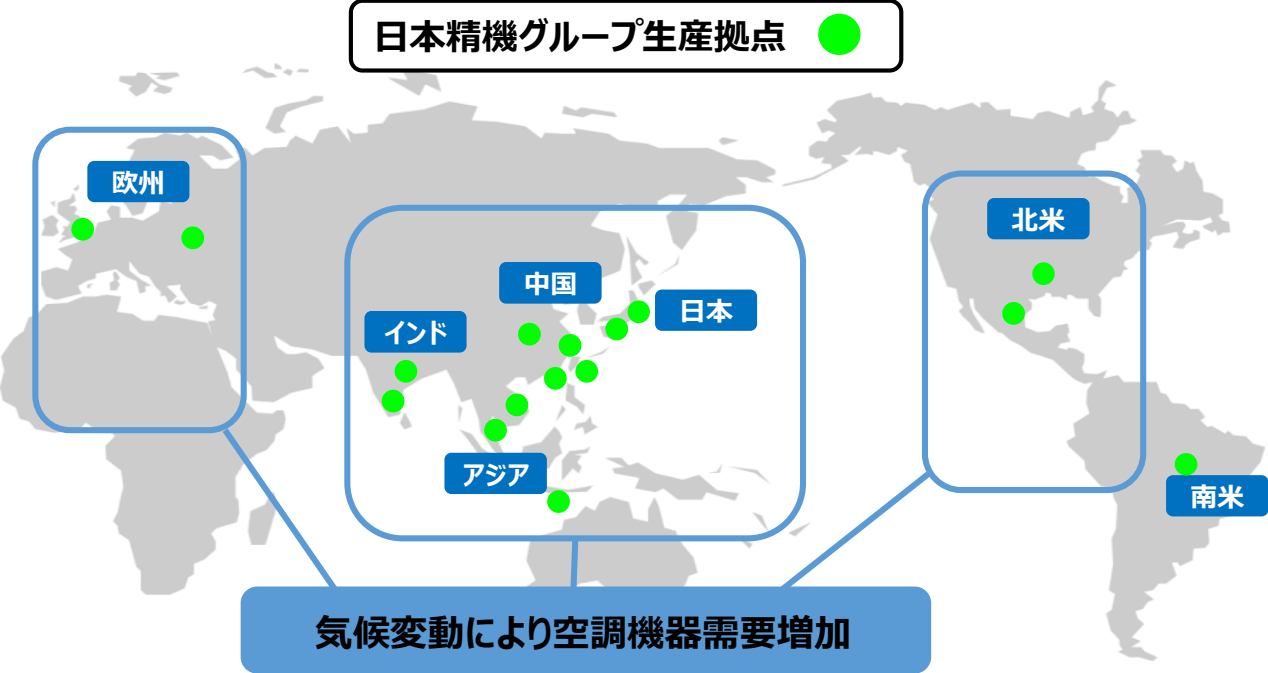 日本精機グループ生産拠点
欧州
北米
中国
日本
インド
アジア
南米
気候変動により空調機器需要増加